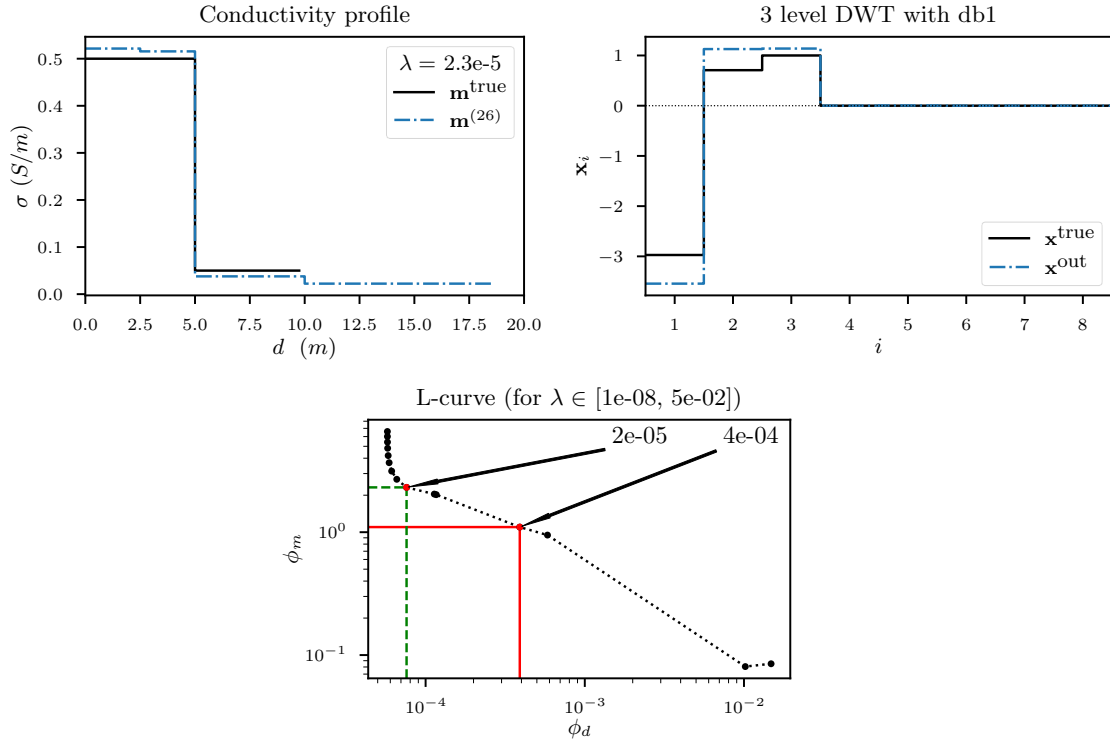 Conductivity profile
σ (S/m)
0.5
0.4
0.3
0.2
0.1
0.0
λ = 2.3e-5
m^true
m^(26)
0.0 2.5 5.0 7.5 10.0 12.5 15.0 17.5 20.0
d (m)
3 level DWT with db1
x_i
1
0
−1
−2
−3
x^true
x^out
1 2 3 4 5 6 7 8
i
L-curve (for λ ∈ [1e-08, 5e-02])
2e-05 4e-04
ϕ_m
10^0
10^−1
10^−4 10^−3 10^−2
ϕ_d